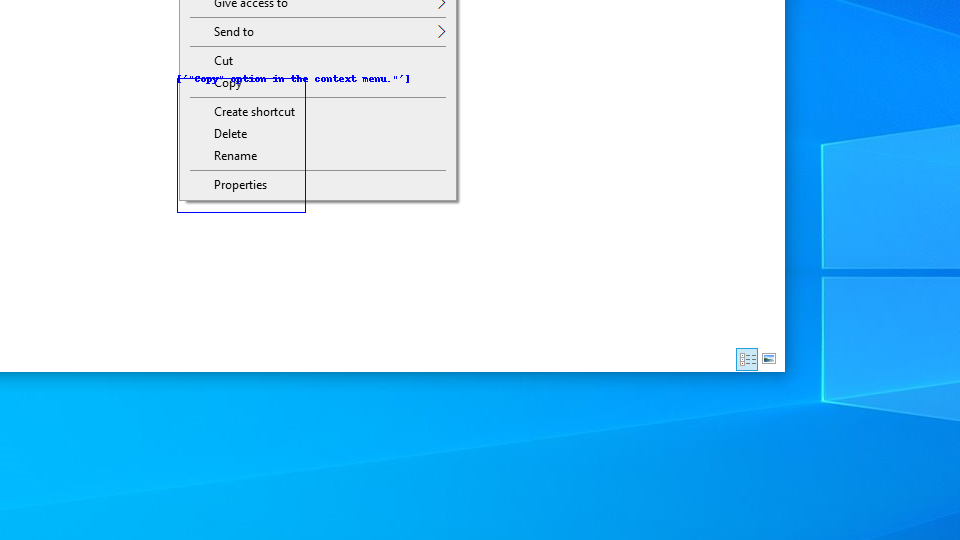 Give access to
Send to
Cut
['"Copy" option in the context menu."']
Copy
Create shortcut
Delete
Rename
Properties